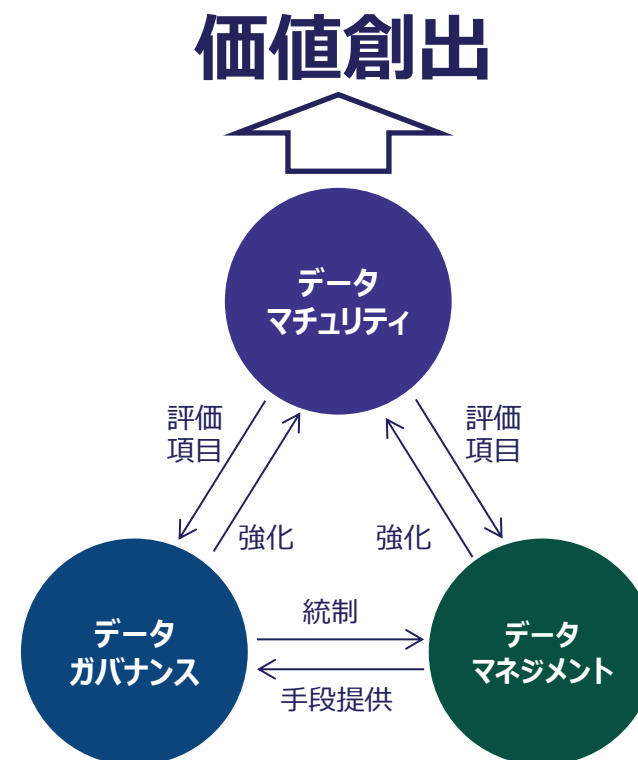 価値創出
データ
マチュリティ
評価
項目
評価
項目
強化
強化
データ
ガバナンス
統制
手段提供
データ
マネジメント